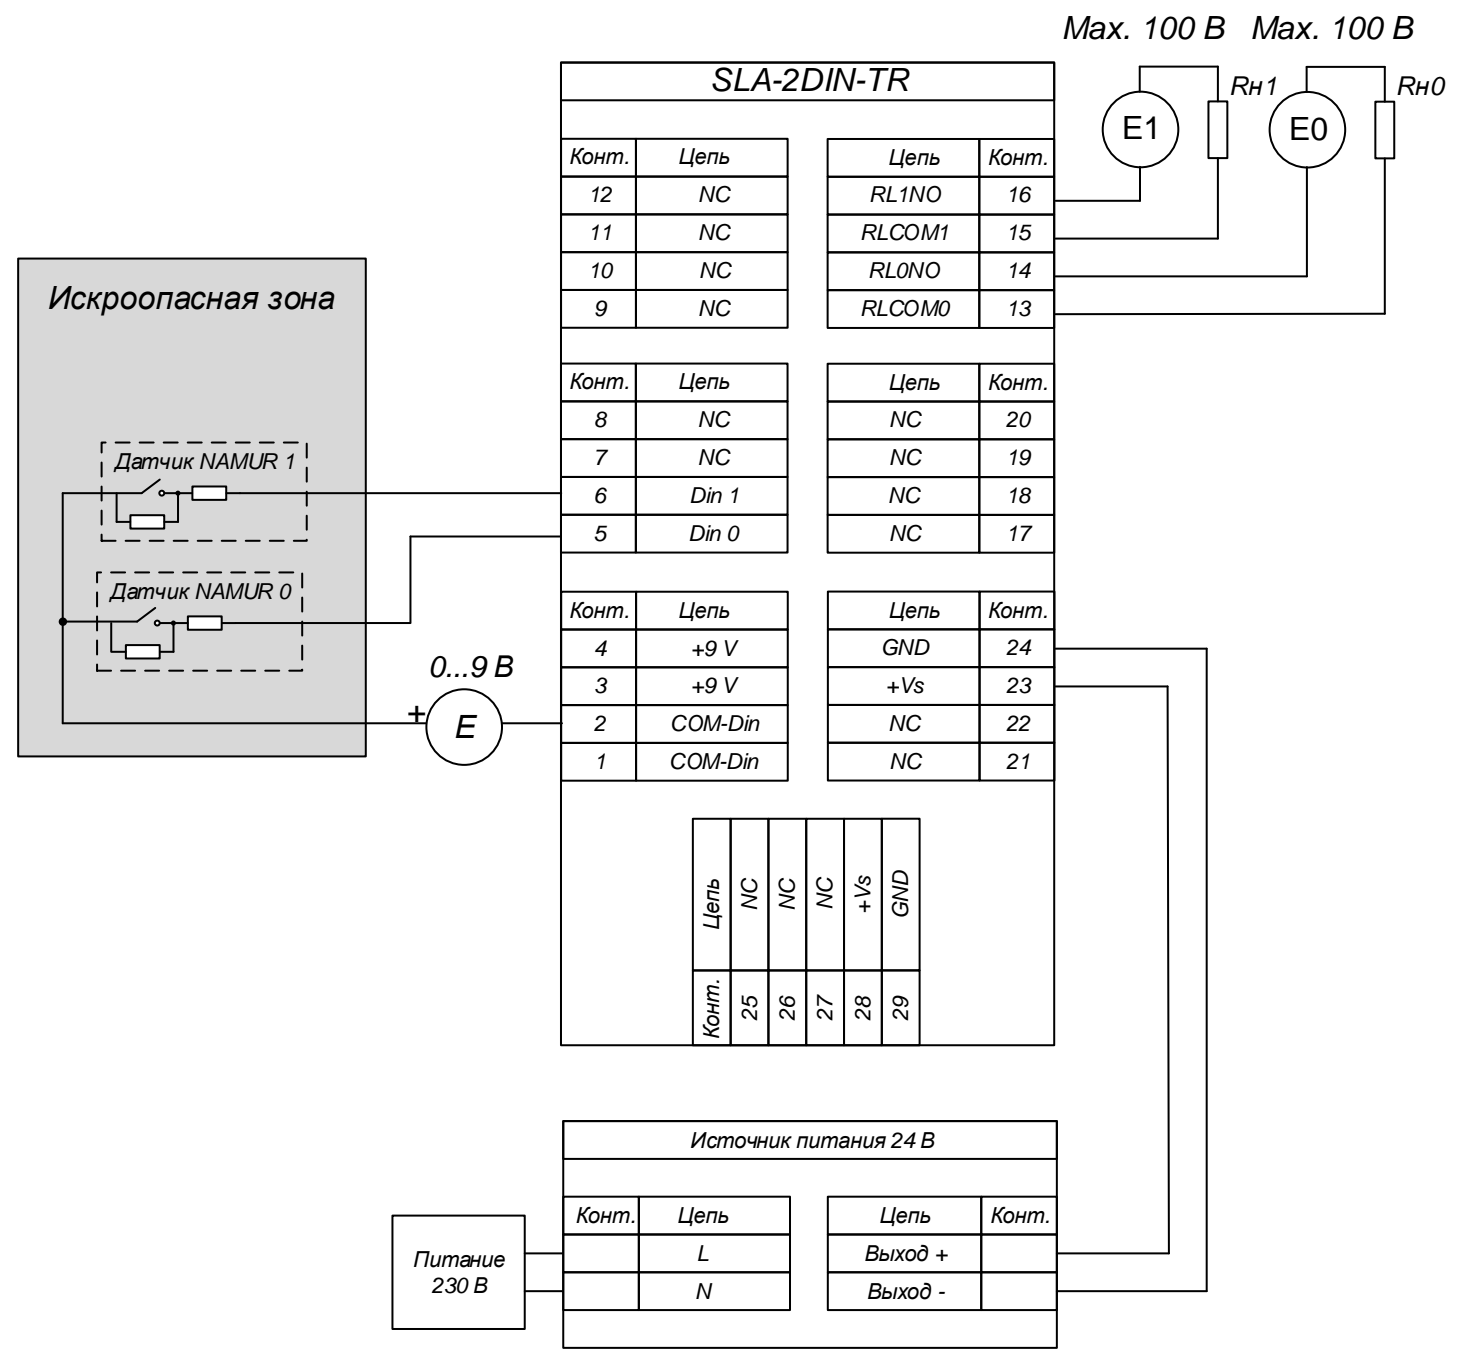 Max. 100 В Max. 100 В
SLA-2DIN-TR
E1 Rн1 E0 Rн0
Конт. Цепь Цепь Конт.
12 NC RL1NO 16
11 NC RLCOM1 15
10 NC RL0NO 14
9 NC RLCOM0 13
Искроопасная зона
Конт. Цепь Цепь Конт.
8 NC NC 20
7 NC NC 19
6 Din 1 NC 18
5 Din 0 NC 17
Датчик NAMUR 1
Датчик NAMUR 0
Конт. Цепь Цепь Конт.
4 +9 V GND 24
3 +9 V +Vs 23
2 COM-Din NC 22
1 COM-Din NC 21
0...9 В
+
E
Цепь NC NC NC +Vs GND
Конт. 25 26 27 28 29
Источник питания 24 В
Конт. Цепь Цепь Конт.
L Выход +
N Выход -
Питание
230 В